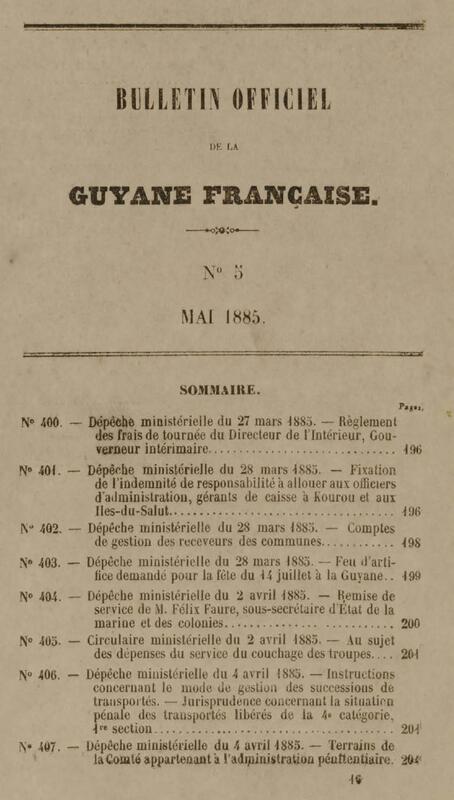 BULLETIN OFFICIEL
DE LA
GUYANE FRANÇAISE.
N° 5
MAI 1885.
SOMMAIRE.
Pages.
N° 400. — Dépêche ministérielle du 27 mars 1885. — Règlement
des frais de tournée du Directeur de l'Intérieur, Gou-
verneur intérimaire.................... 196
N° 401. — Dépêche ministérielle du 28 mars 1885. — Fixation
de l'indemnité de responsabilité à allouer aux officiers
d'administration, gérants de caisse à Kourou et aux
Iles-du-Salut.................... 196
N° 402. — Dépêche ministérielle du 28 mars 1885. — Comptes
de gestion des receveurs des communes........... 198
N° 403. — Dépêche ministérielle du 28 mars 1885. — Feu d'arti-
fice demandé pour la fête du 14 juillet à la Guyane.. 199
N° 404. — Dépêche ministérielle du 2 avril 1885. — Remise de
service de M. Félix Faure, sous-secrétaire d'État de la
marine et des colonies.................... 200
N° 405. — Circulaire ministérielle du 2 avril 1885. — Au sujet
des dépenses du service du couchage des troupes.... 201
N° 406. — Dépêche ministérielle du 4 avril 1885. — Instructions
concernant le mode de gestion des successions de
transportés. — Jurisprudence concernant la situation
pénale des transportés libérés de la 4e catégorie,
1re section.................... 201
N° 407. — Dépêche ministérielle du 4 avril 1885. — Terrains de
la Comté appartenant à l'administration pénitentiaire. 204
16